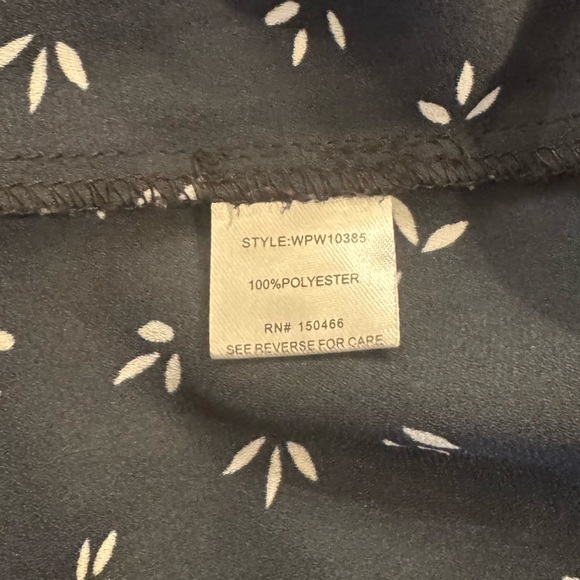 STYLE:WPW10385
100%POLYESTER
RN# 150466
SEE REVERSE FOR CARE